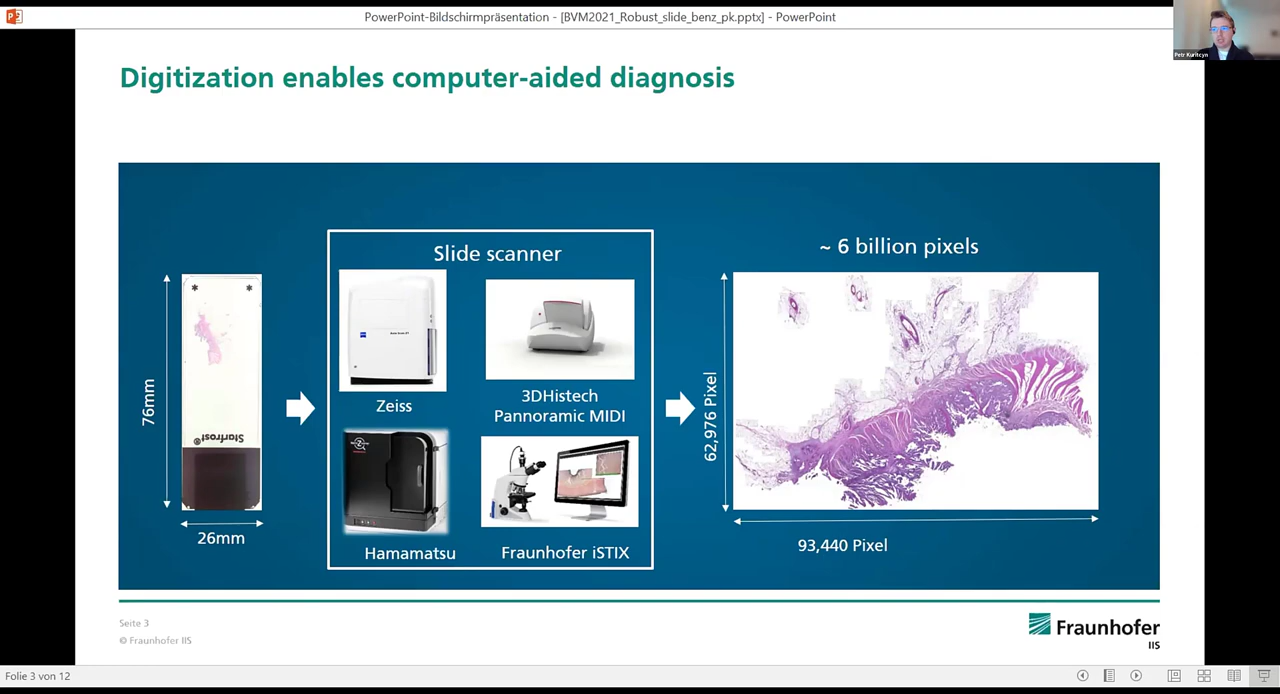 PowerPoint-Bildschirmpräsentation - [BVM2021_Robust_slide_benz_pk.pptx] - PowerPoint
Petr Kuritcyn
Digitization enables computer-aided diagnosis
76mm
* *
Starfrost®
26mm
Slide scanner
Zeiss
3DHistech
Pannoramic MIDI
Hamamatsu
Fraunhofer iSTIX
~ 6 billion pixels
62,976 Pixel
93,440 Pixel
Seite 3
© Fraunhofer IIS
Fraunhofer
IIS
Folie 3 von 12